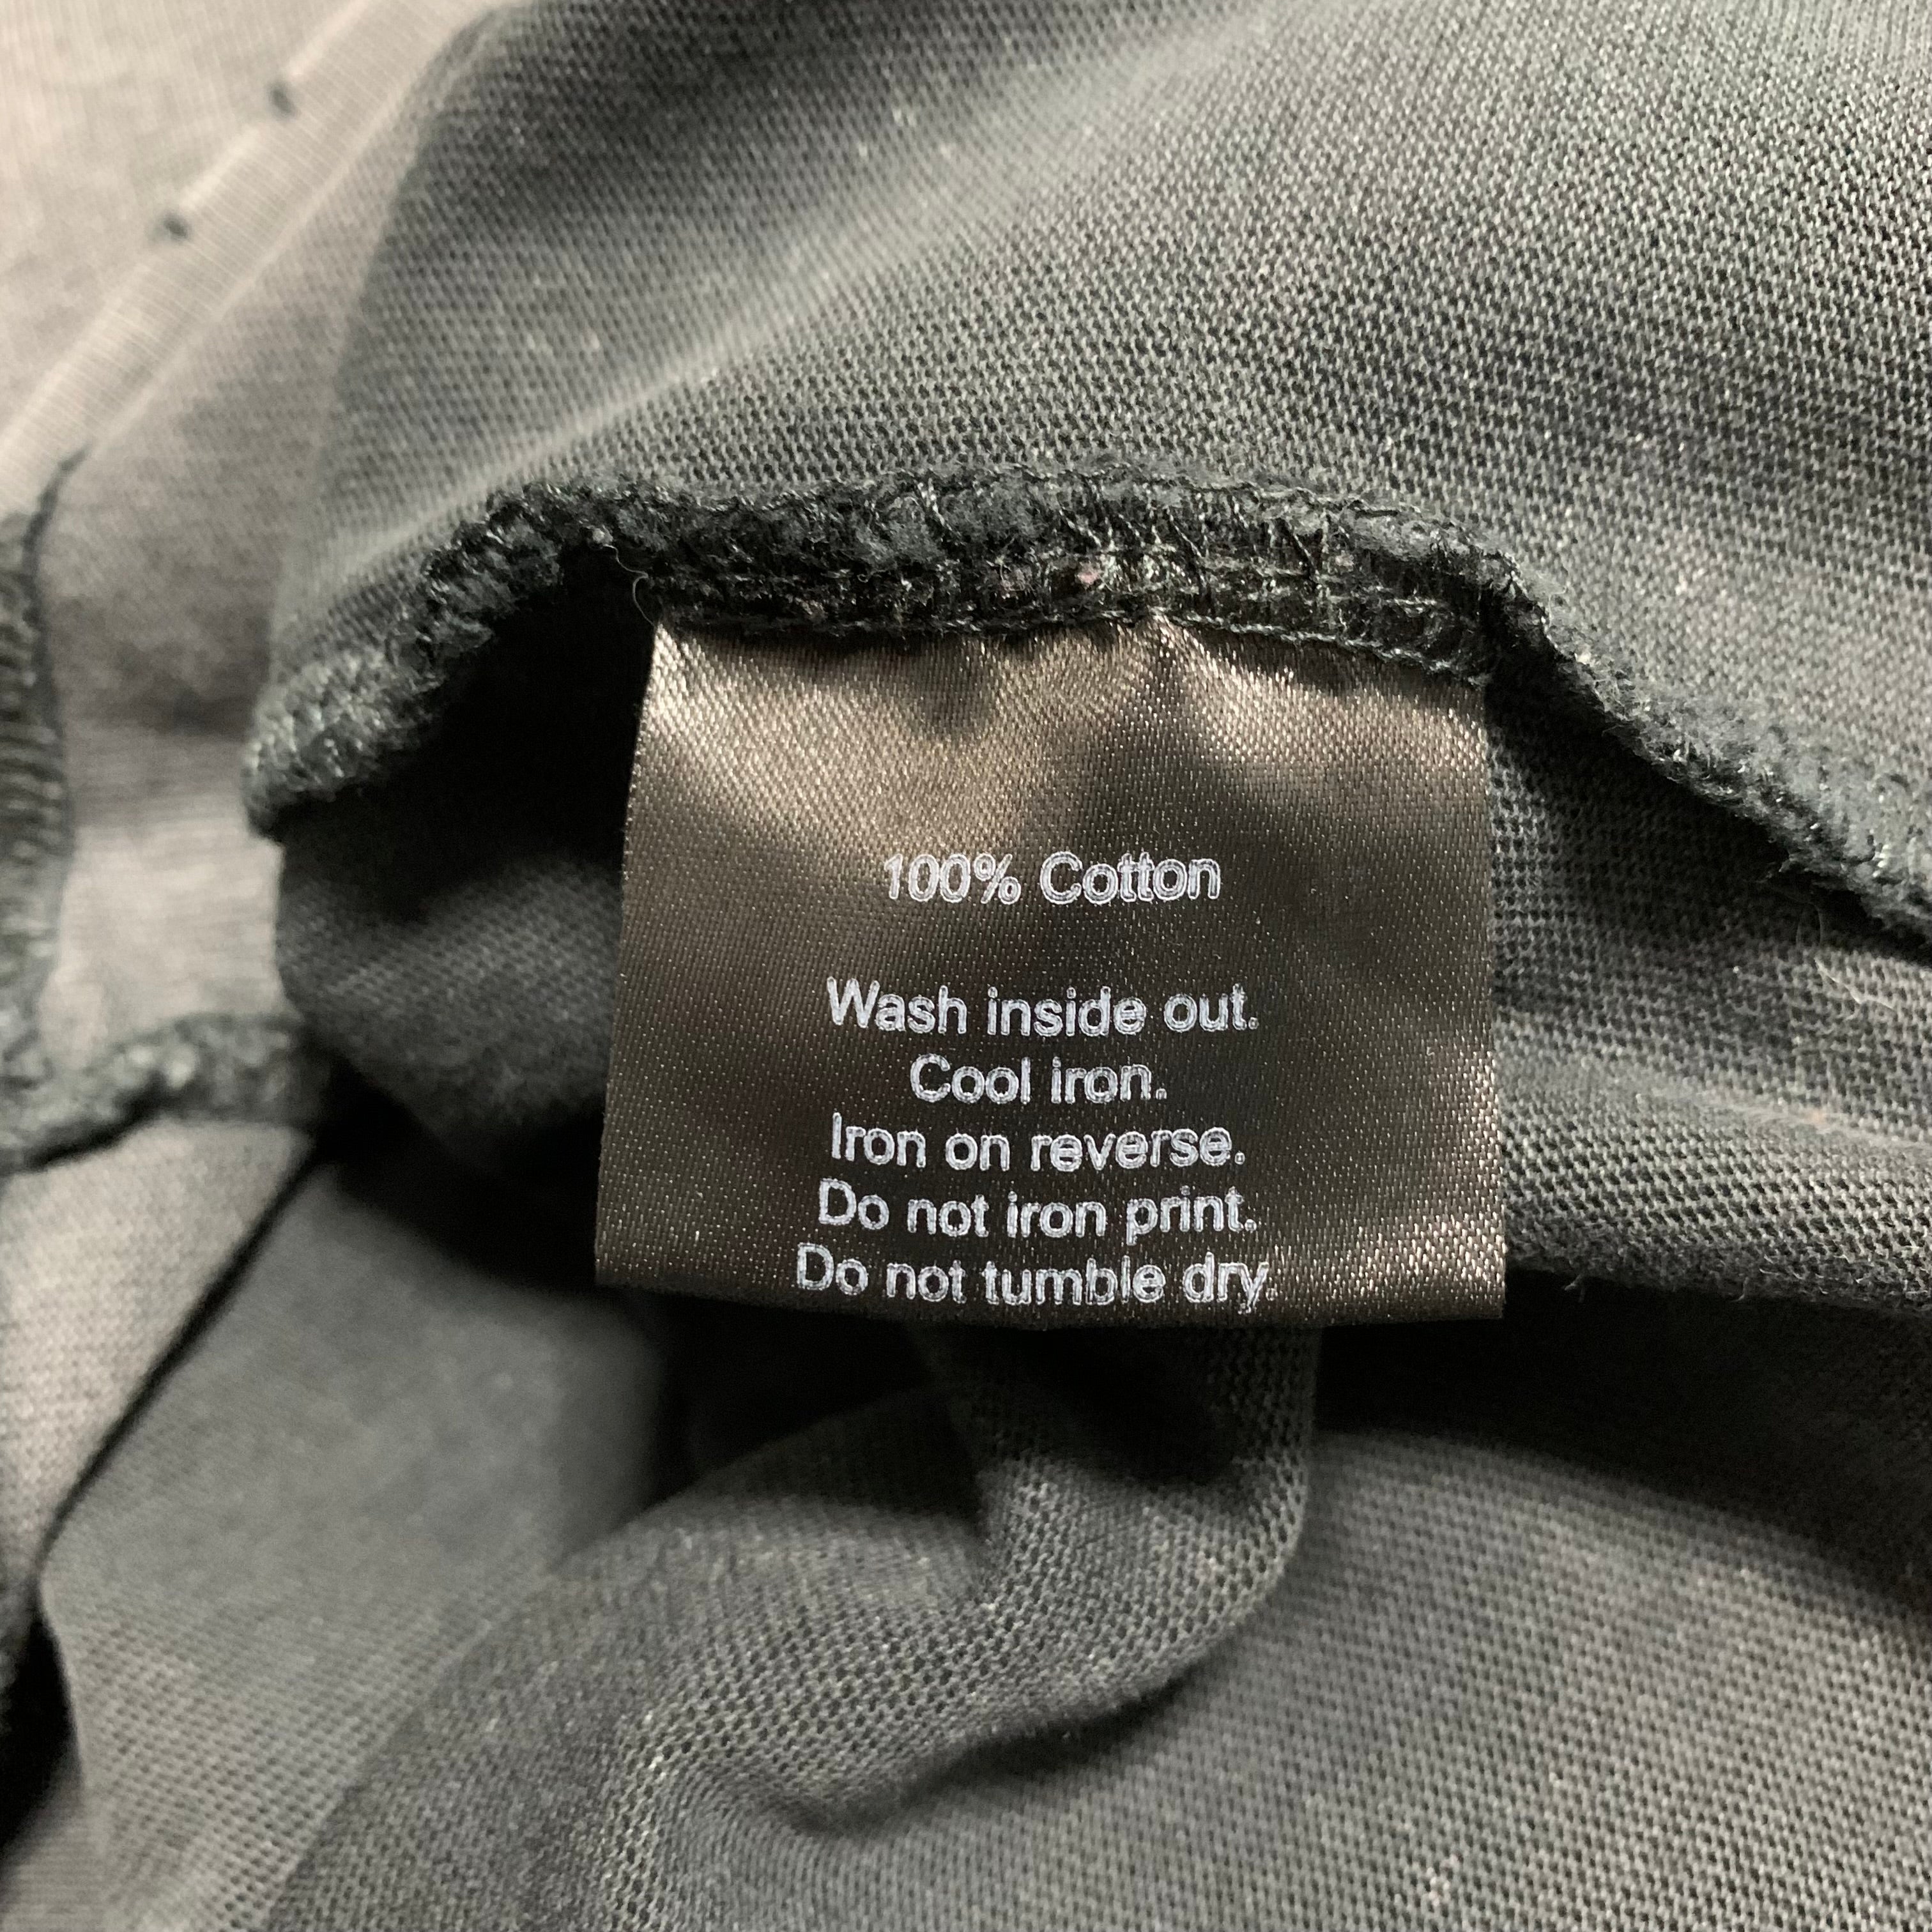 100% Cotton
Wash inside out.
Cool iron.
Iron on reverse.
Do not iron print.
Do not tumble dry.